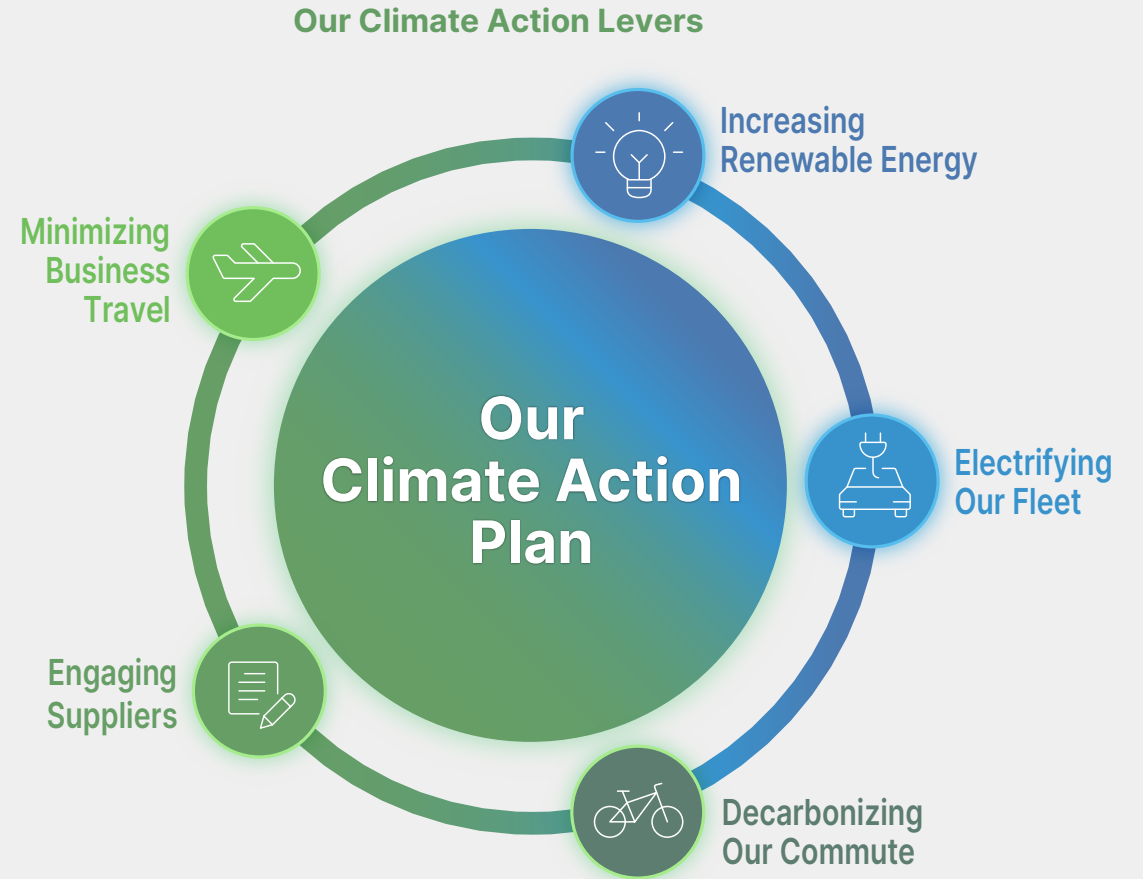 Our Climate Action Levers
Increasing
Renewable Energy
Minimizing
Business
Travel
Our
Climate Action
Plan
Electrifying
Our Fleet
Engaging
Suppliers
Decarbonizing
Our Commute